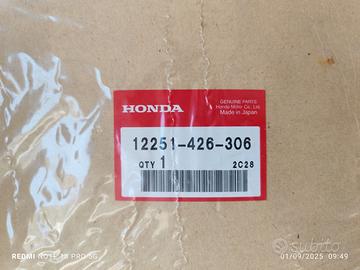 HONDA
GENUINE PARTS
Honda Motor Co., Ltd.
Made in Japan
12251-426-306
QTY 1 2C28
REDMI NOTE 13 PRO 5G
subito
01/09/2025 09:49